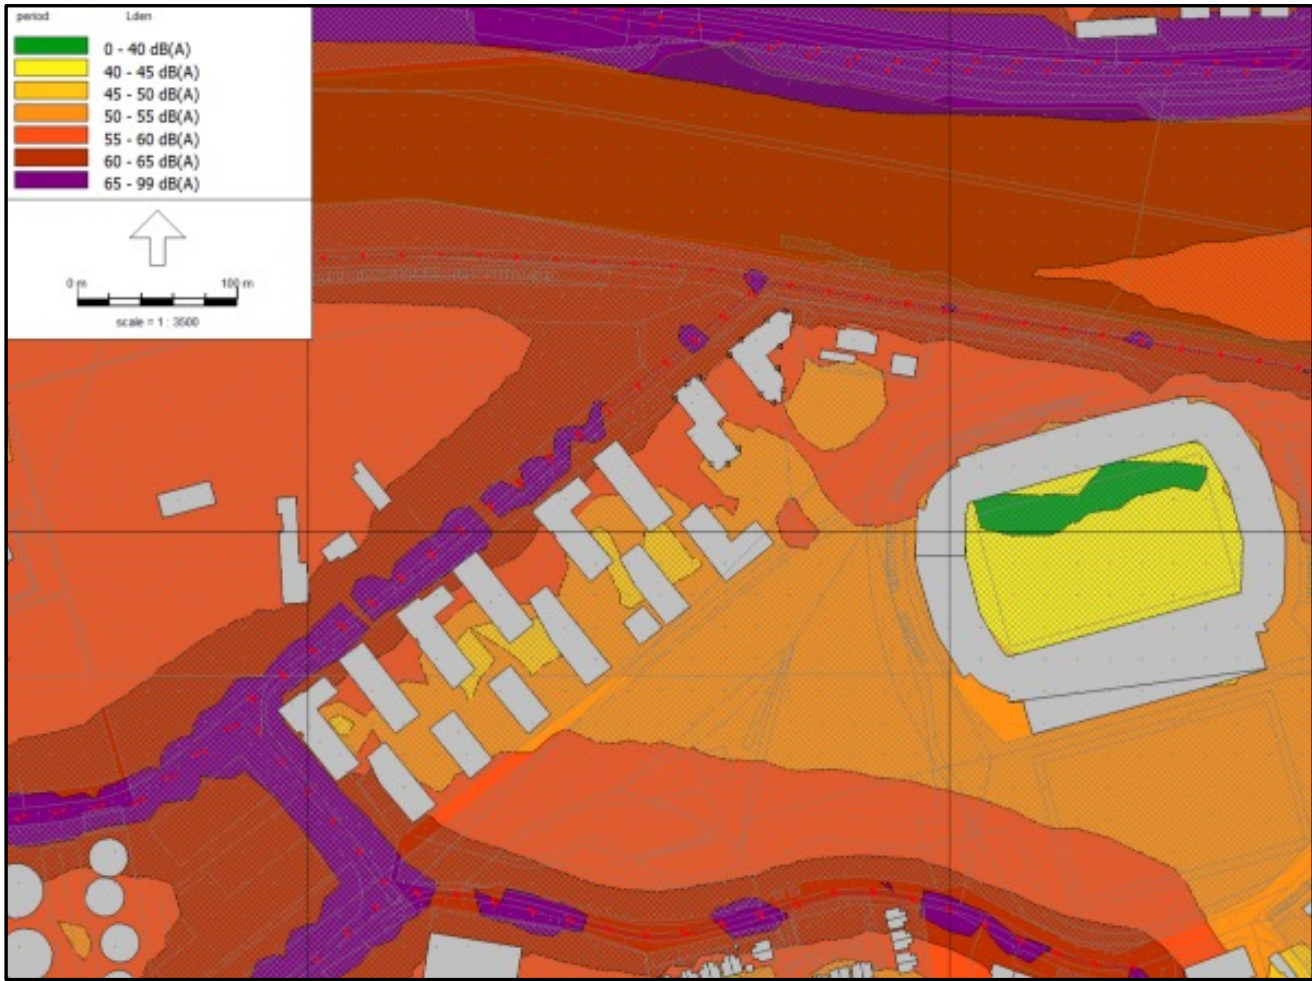 period: Lden
0 - 40 dB(A)
40 - 45 dB(A)
45 - 50 dB(A)
50 - 55 dB(A)
55 - 60 dB(A)
60 - 65 dB(A)
65 - 99 dB(A)
0 m 100 m
scale = 1 : 3500